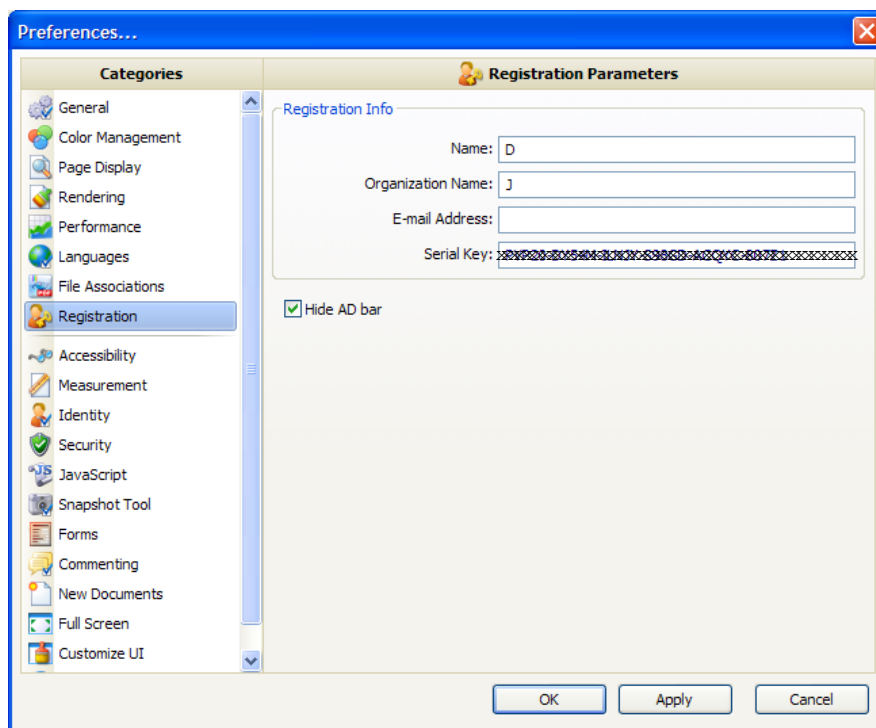 Preferences...
Categories
General
Color Management
Page Display
Rendering
Performance
Languages
File Associations
Registration
Accessibility
Measurement
Identity
Security
JavaScript
Snapshot Tool
Forms
Commenting
New Documents
Full Screen
Customize UI
Registration Parameters
Registration Info
Name: D
Organization Name: J
E-mail Address:
Serial Key:
Hide AD bar
OK
Apply
Cancel